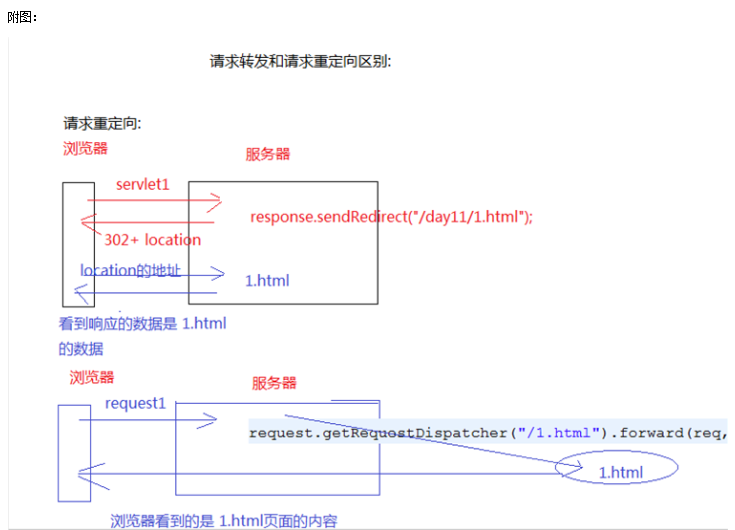 附图：
请求转发和请求重定向区别:
请求重定向:
浏览器
服务器
servlet1
response.sendRedirect("/day11/1.html");
302+ location
location的地址
1.html
看到响应的数据是 1.html
的数据
浏览器
服务器
request1
request.getRequestDispatcher("/1.html").forward(req,
1.html
浏览器看到的是 1.html页面的内容